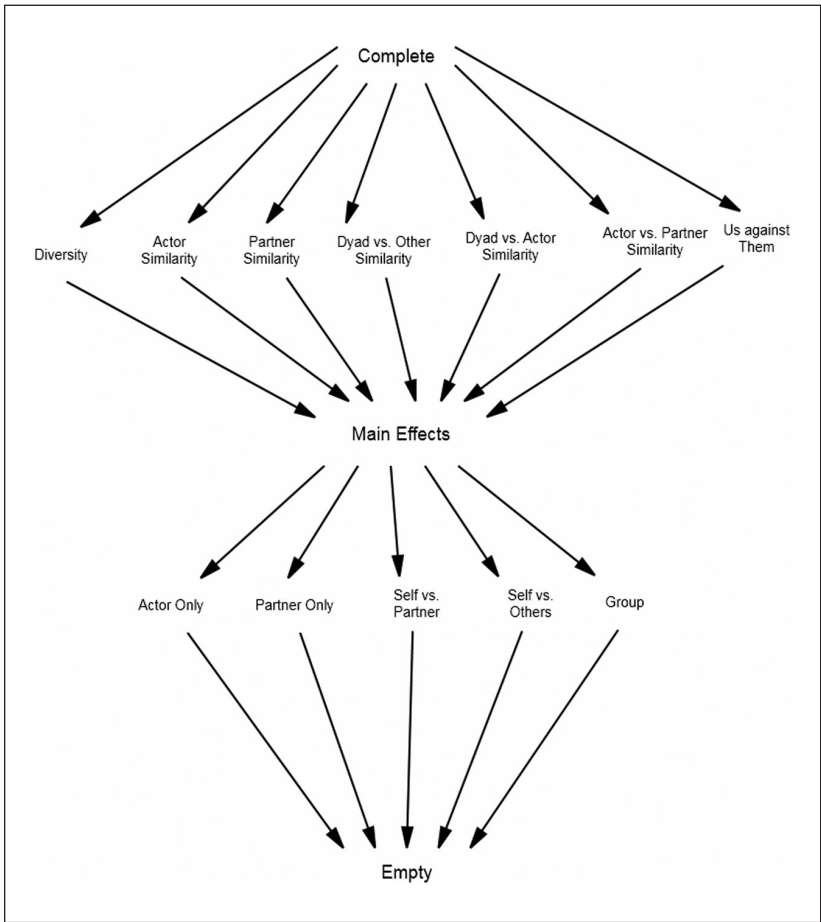 Complete
Diversity
Actor
Similarity
Partner
Similarity
Dyad vs. Other
Similarity
Dyad vs. Actor
Similarity
Actor vs. Partner
Similarity
Us against
Them
Main Effects
Actor Only
Partner Only
Self vs.
Partner
Self vs.
Others
Group
Empty